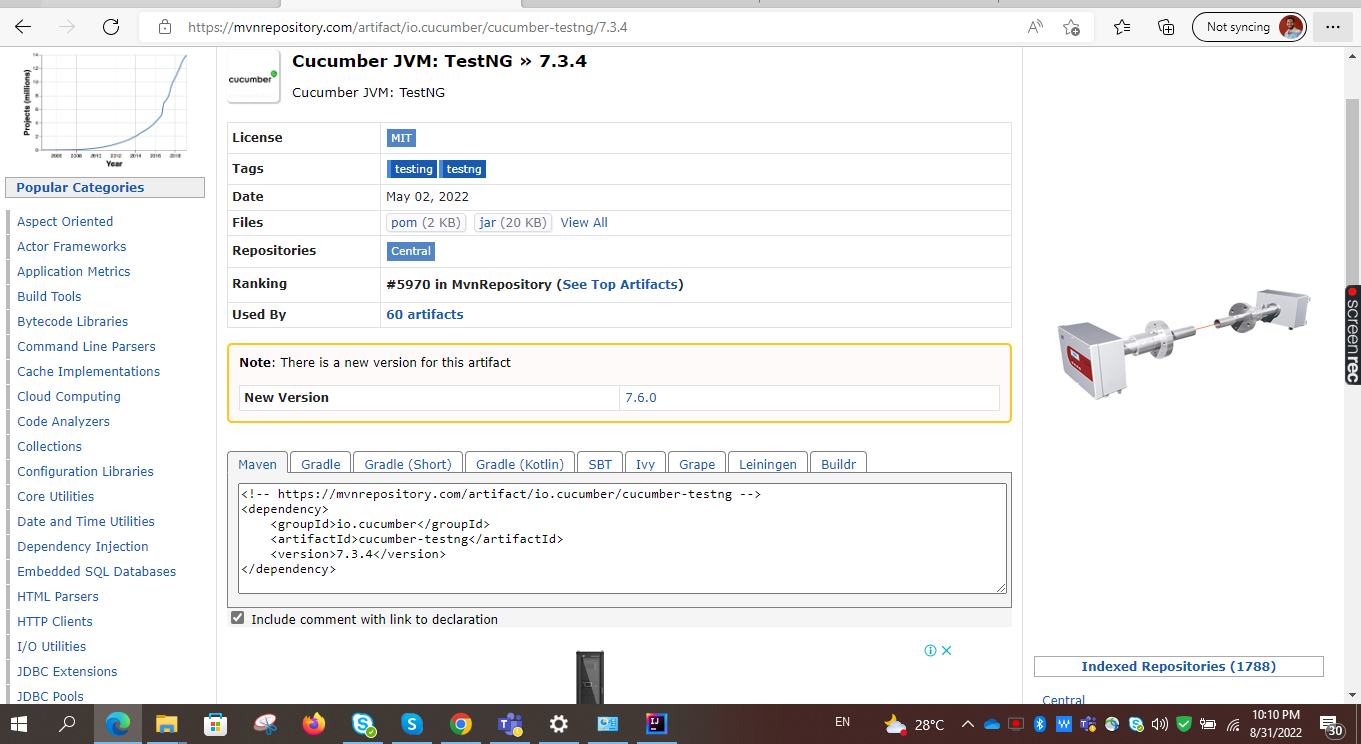 https://mvnrepository.com/artifact/io.cucumber/cucumber-testng/7.3.4
Not syncing
Projects (millions)
Year
Popular Categories
Aspect Oriented
Actor Frameworks
Application Metrics
Build Tools
Bytecode Libraries
Command Line Parsers
Cache Implementations
Cloud Computing
Code Analyzers
Collections
Configuration Libraries
Core Utilities
Date and Time Utilities
Dependency Injection
Embedded SQL Databases
HTML Parsers
HTTP Clients
I/O Utilities
JDBC Extensions
JDBC Pools
cucumber
Cucumber JVM: TestNG » 7.3.4
Cucumber JVM: TestNG
License MIT
Tags testing testng
Date May 02, 2022
Files pom (2 KB) jar (20 KB) View All
Repositories Central
Ranking #5970 in MvnRepository (See Top Artifacts)
Used By 60 artifacts
Note: There is a new version for this artifact
New Version 7.6.0
Maven Gradle Gradle (Short) Gradle (Kotlin) SBT Ivy Grape Leiningen Buildr
<!-- https://mvnrepository.com/artifact/io.cucumber/cucumber-testng -->
<dependency>
<groupId>io.cucumber</groupId>
<artifactId>cucumber-testng</artifactId>
<version>7.3.4</version>
</dependency>
Include comment with link to declaration
screenrec
Indexed Repositories (1788)
Central
EN
28°C
10:10 PM
8/31/2022
30